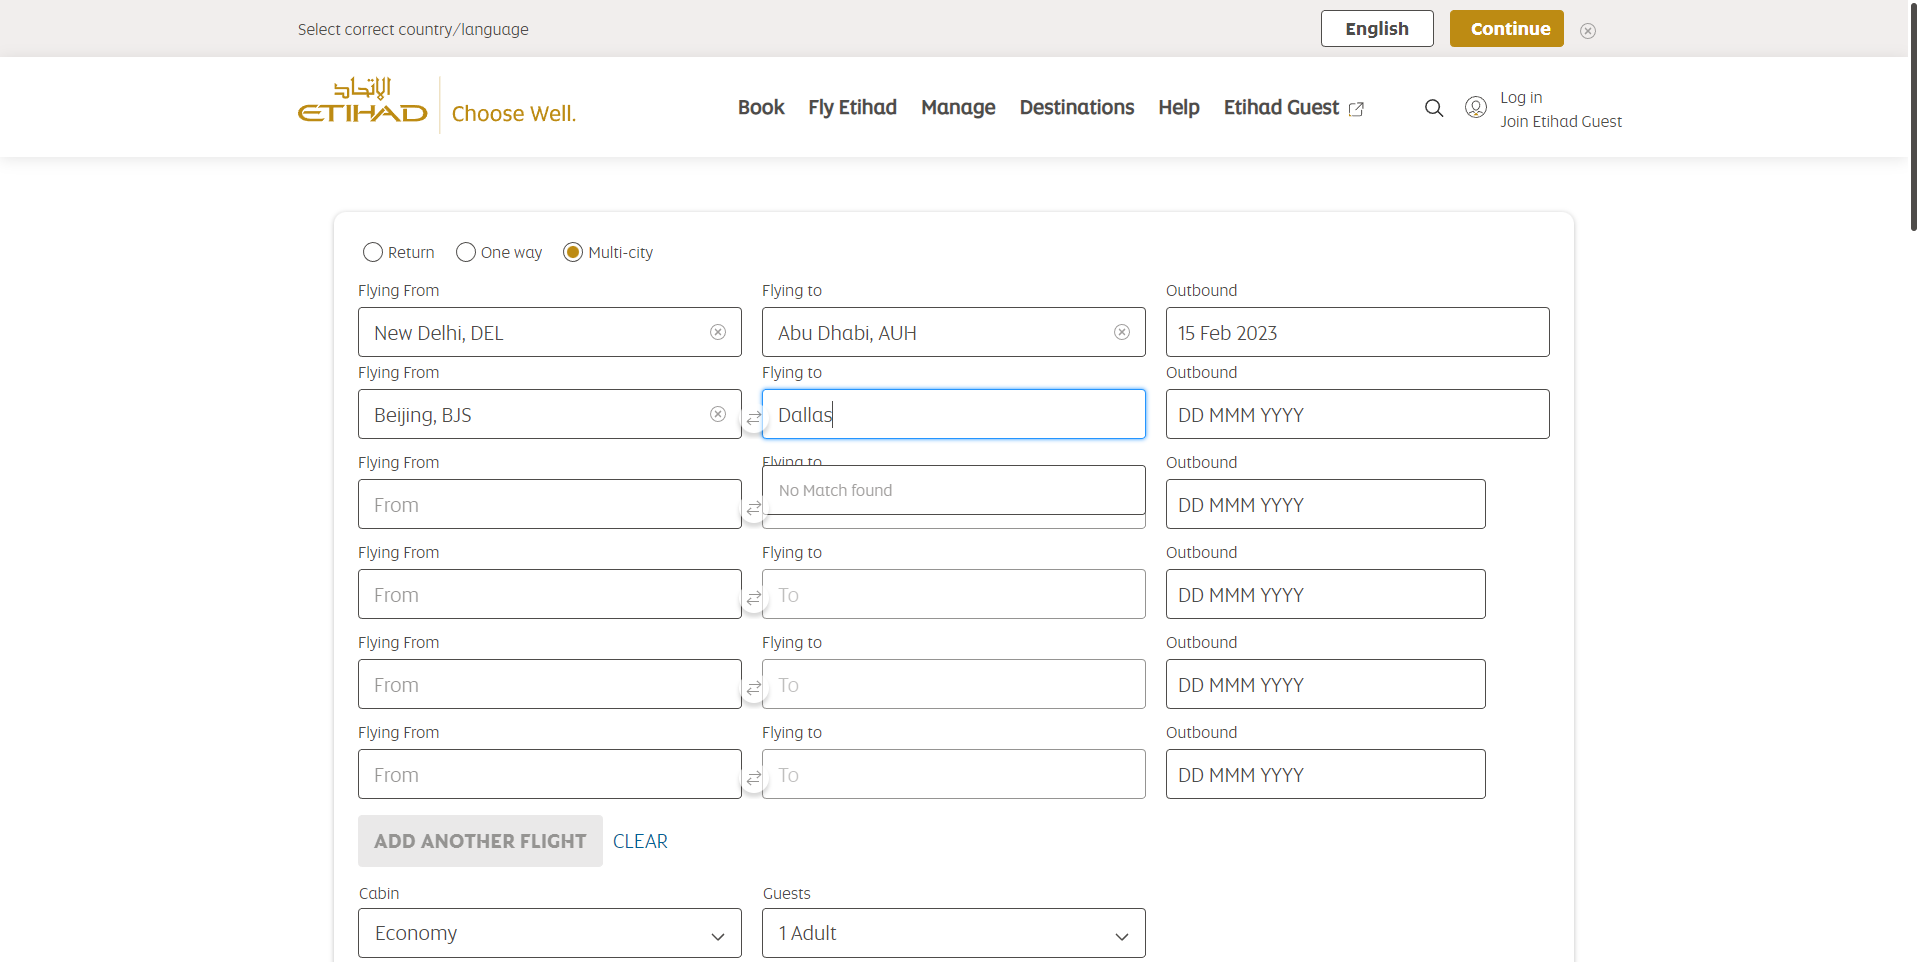 Select correct country/language
English
Continue
الإتحاد
ETIHAD
Choose Well.
Book
Fly Etihad
Manage
Destinations
Help
Etihad Guest
Log in
Join Etihad Guest
Return
One way
Multi-city
Flying From
Flying to
Outbound
New Delhi, DEL
Abu Dhabi, AUH
15 Feb 2023
Flying From
Flying to
Outbound
Beijing, BJS
Dallas
DD MMM YYYY
Flying From
Flying to
Outbound
From
No Match found
DD MMM YYYY
Flying From
Flying to
Outbound
From
To
DD MMM YYYY
Flying From
Flying to
Outbound
From
To
DD MMM YYYY
Flying From
Flying to
Outbound
From
To
DD MMM YYYY
ADD ANOTHER FLIGHT
CLEAR
Cabin
Guests
Economy
1 Adult